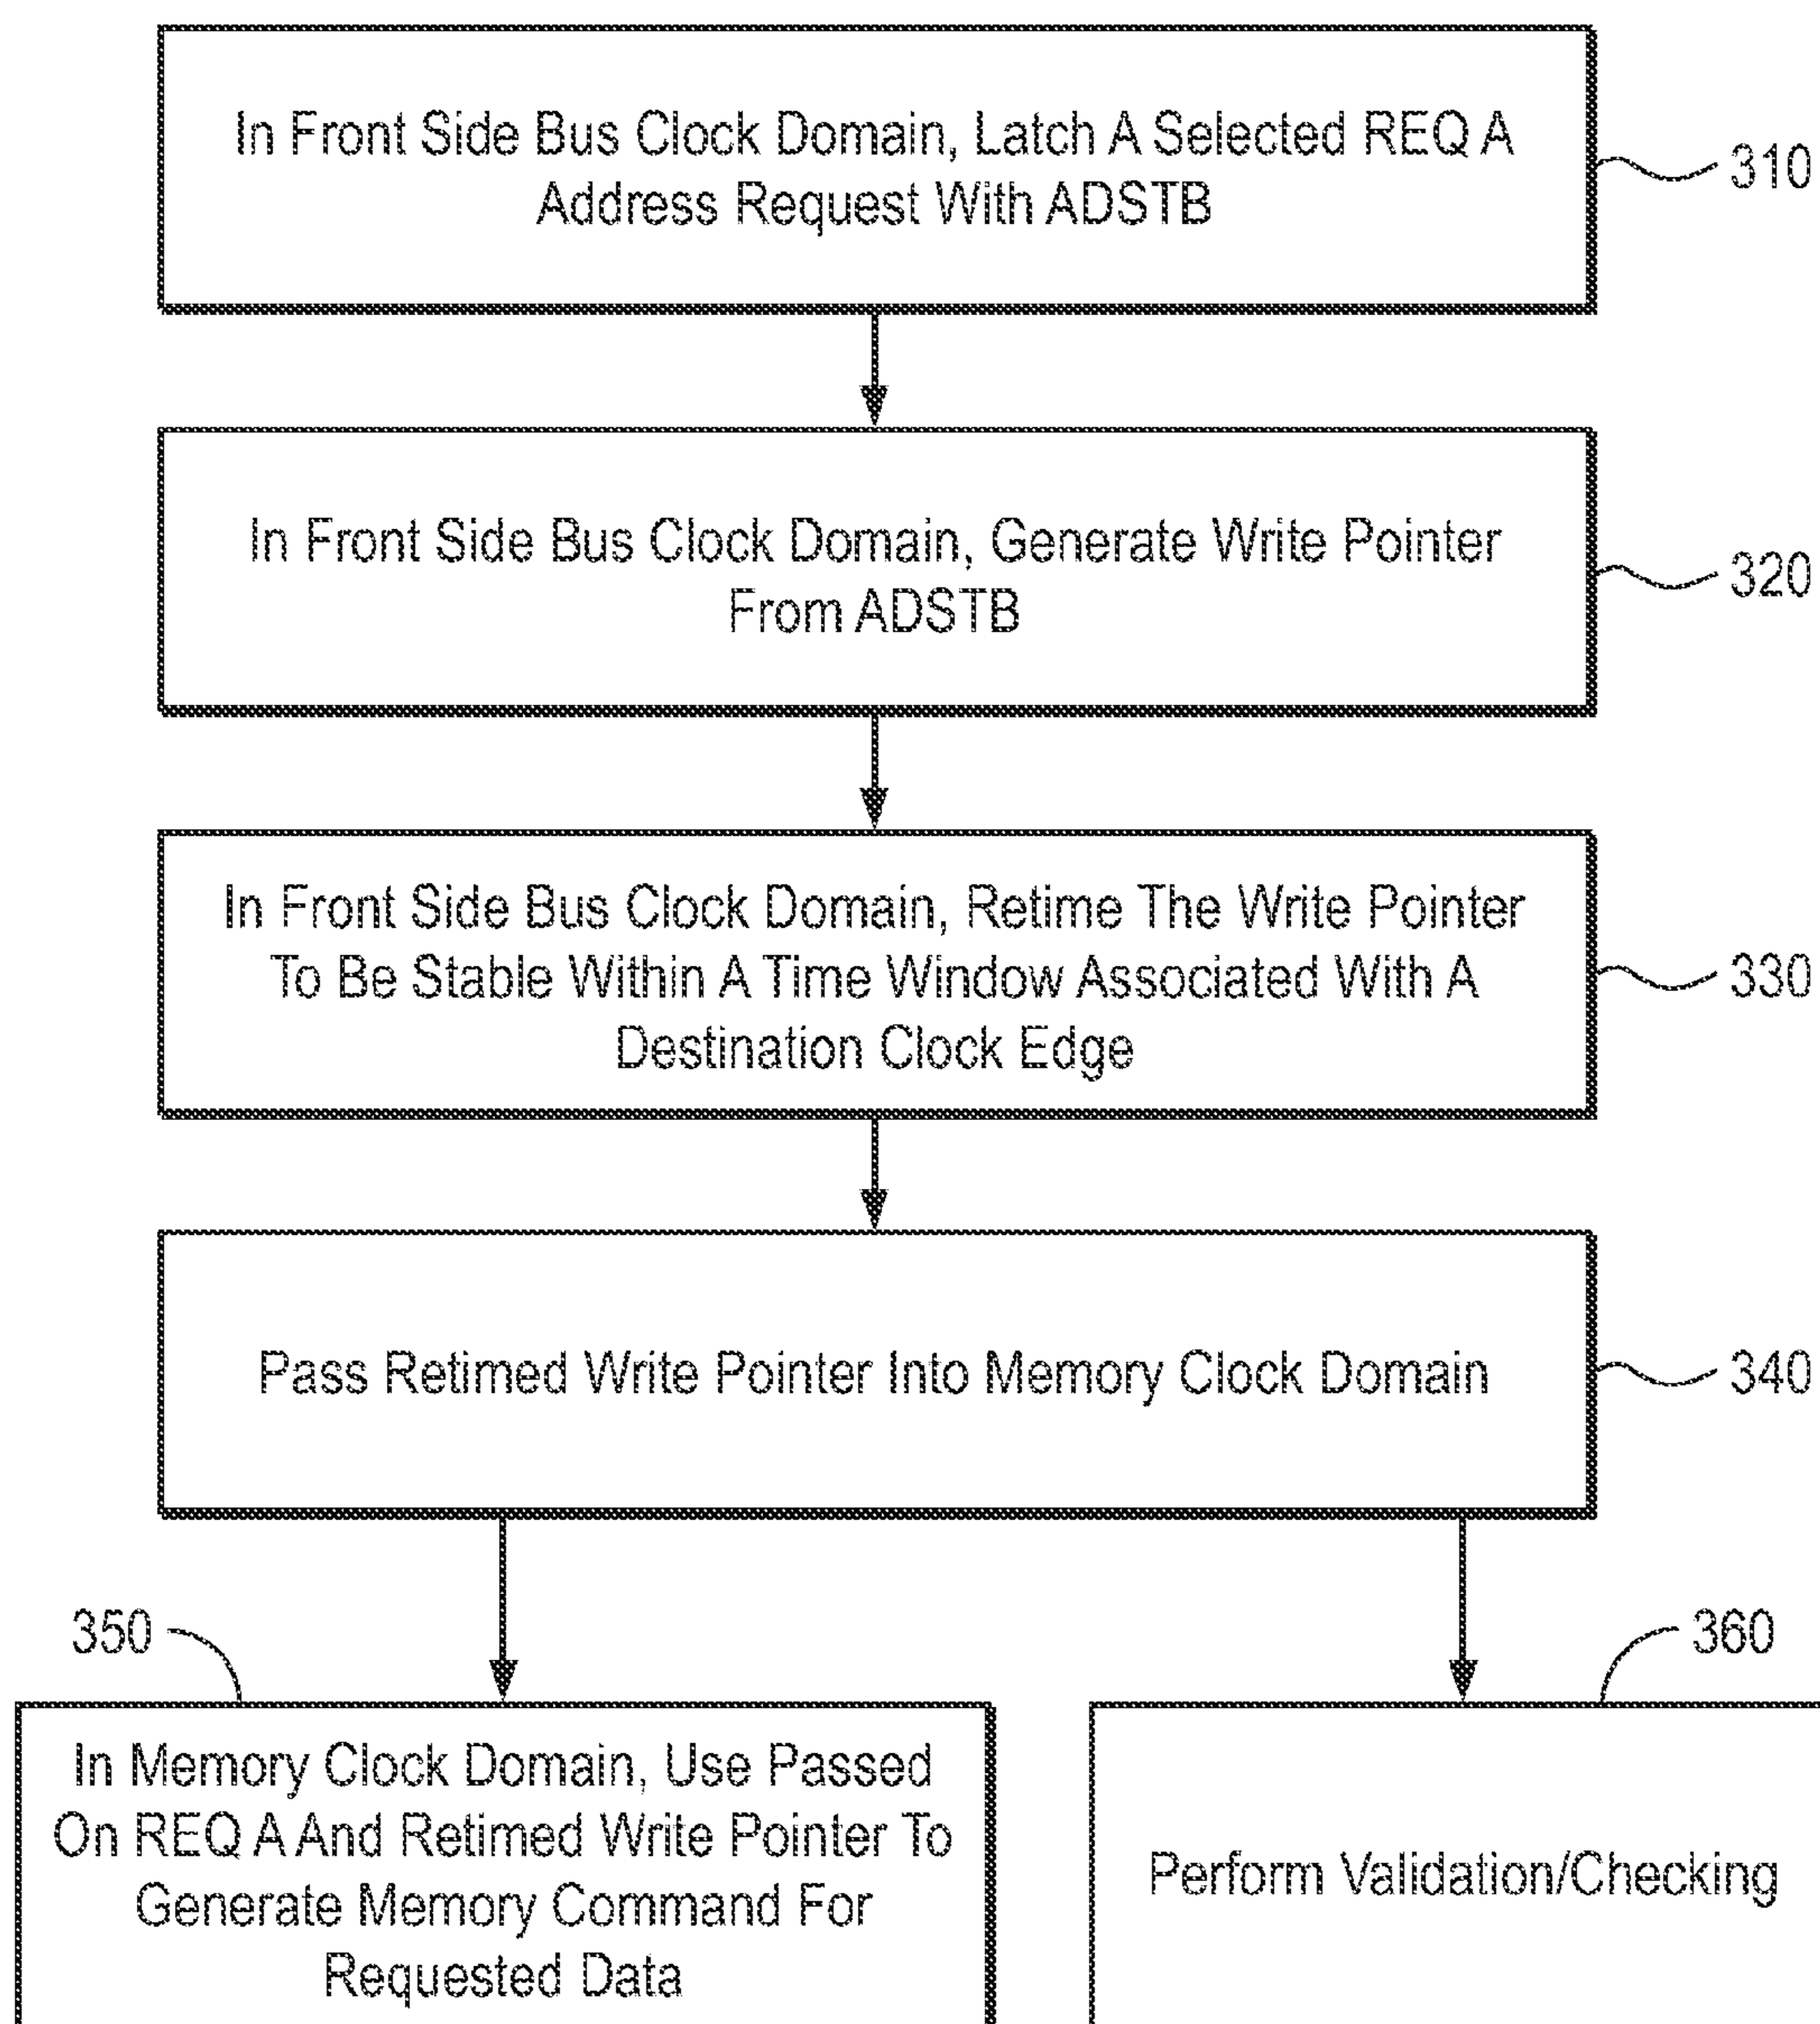 In Front Side Bus Clock Domain, Latch A Selected REQ A
Address Request With ADSTB
310
In Front Side Bus Clock Domain, Generate Write Pointer
From ADSTB
320
In Front Side Bus Clock Domain, Retime The Write Pointer
To Be Stable Within A Time Window Associated With A
Destination Clock Edge
330
Pass Retimed Write Pointer Into Memory Clock Domain
340
350
In Memory Clock Domain, Use Passed
On REQ A And Retimed Write Pointer To
Generate Memory Command For
Requested Data
360
Perform Validation/Checking